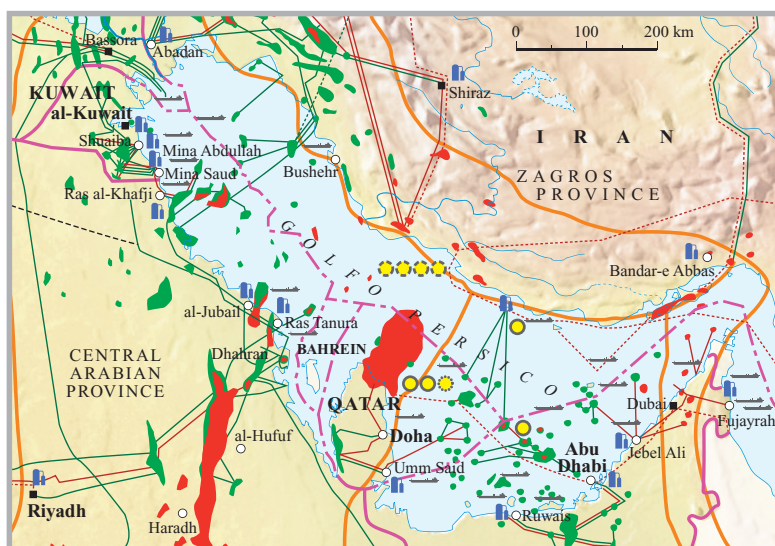 0 100 200 km
Bassora
Abadan
KUWAIT
al-Kuwait
Shiraz
IRAN
Shuaiba
Mina Abdullah
Mina Saud
Bushehr
ZAGROS
PROVINCE
Ras al-Khafji
GOLFO PERSICO
Bandar-e Abbas
al-Jubail
Ras Tanura
BAHREIN
Dhahran
CENTRAL
ARABIAN
PROVINCE
QATAR
Dubai
Fujayrah
Doha
al-Hufuf
Abu
Dhabi
Jebel Ali
Umm Said
Riyadh
Haradh
Ruwais